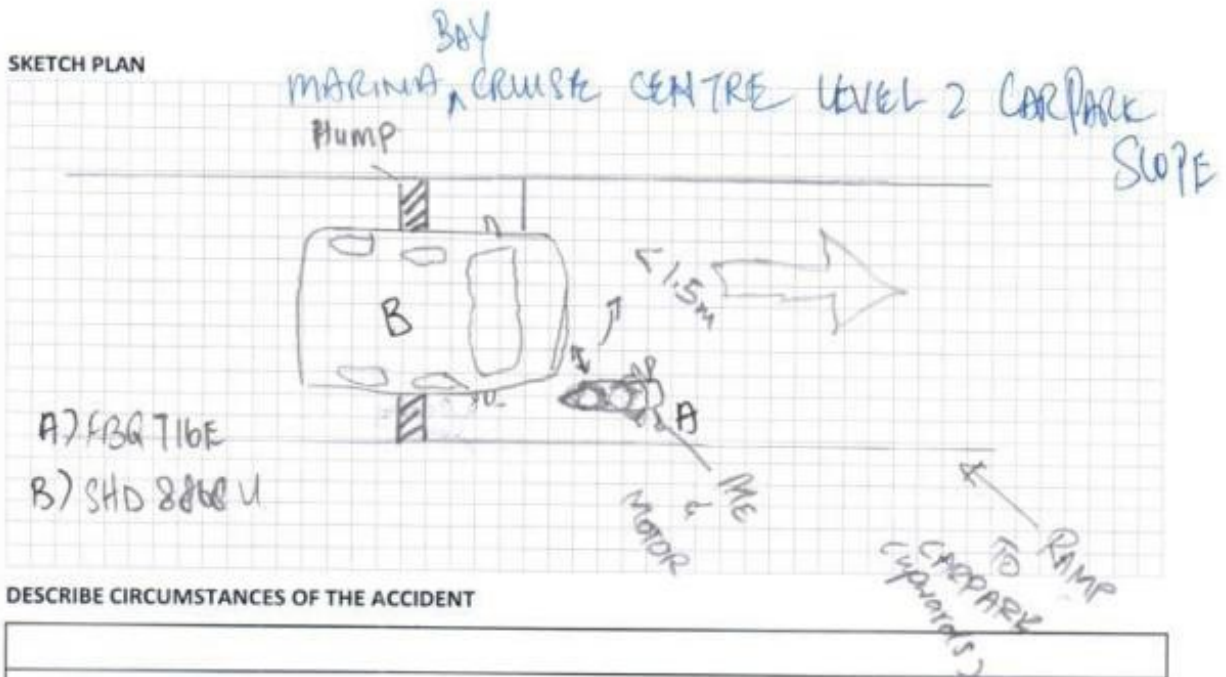 SKETCH PLAN
BAY
MARINA ^ CRUISE CENTRE LEVEL 2 CARPARK
SLOPE
Hump
<1.5m
B
A
A) FBQ 716E
B) SHD
ME
&
MOTOR
RAMP
TO
CARPARK
(upwards)
DESCRIBE CIRCUMSTANCES OF THE ACCIDENT